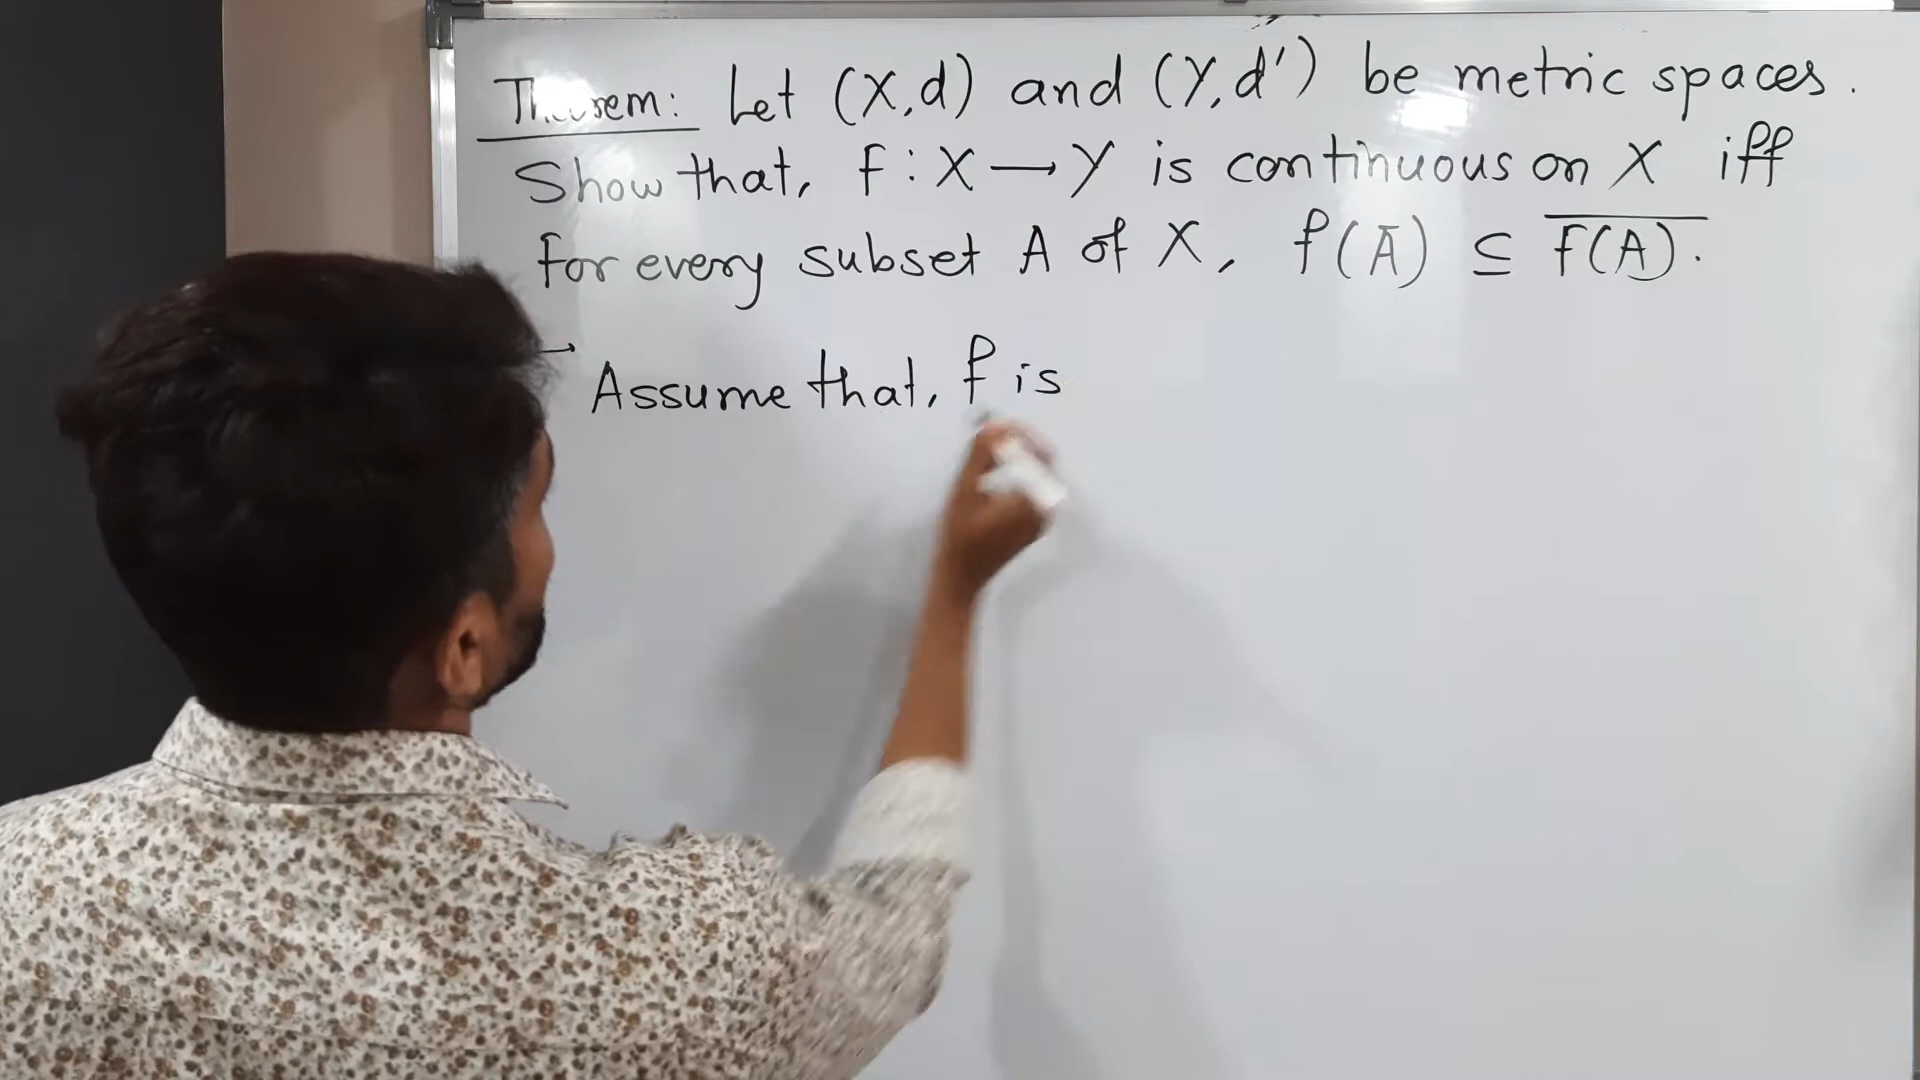 Theorem: Let (X,d) and (Y,d') be metric spaces.
Show that, f : X → Y is continuous on X iff
for every subset A of X, f(Ā) ⊆ \overline{f(A)}.
→ Assume that, f is